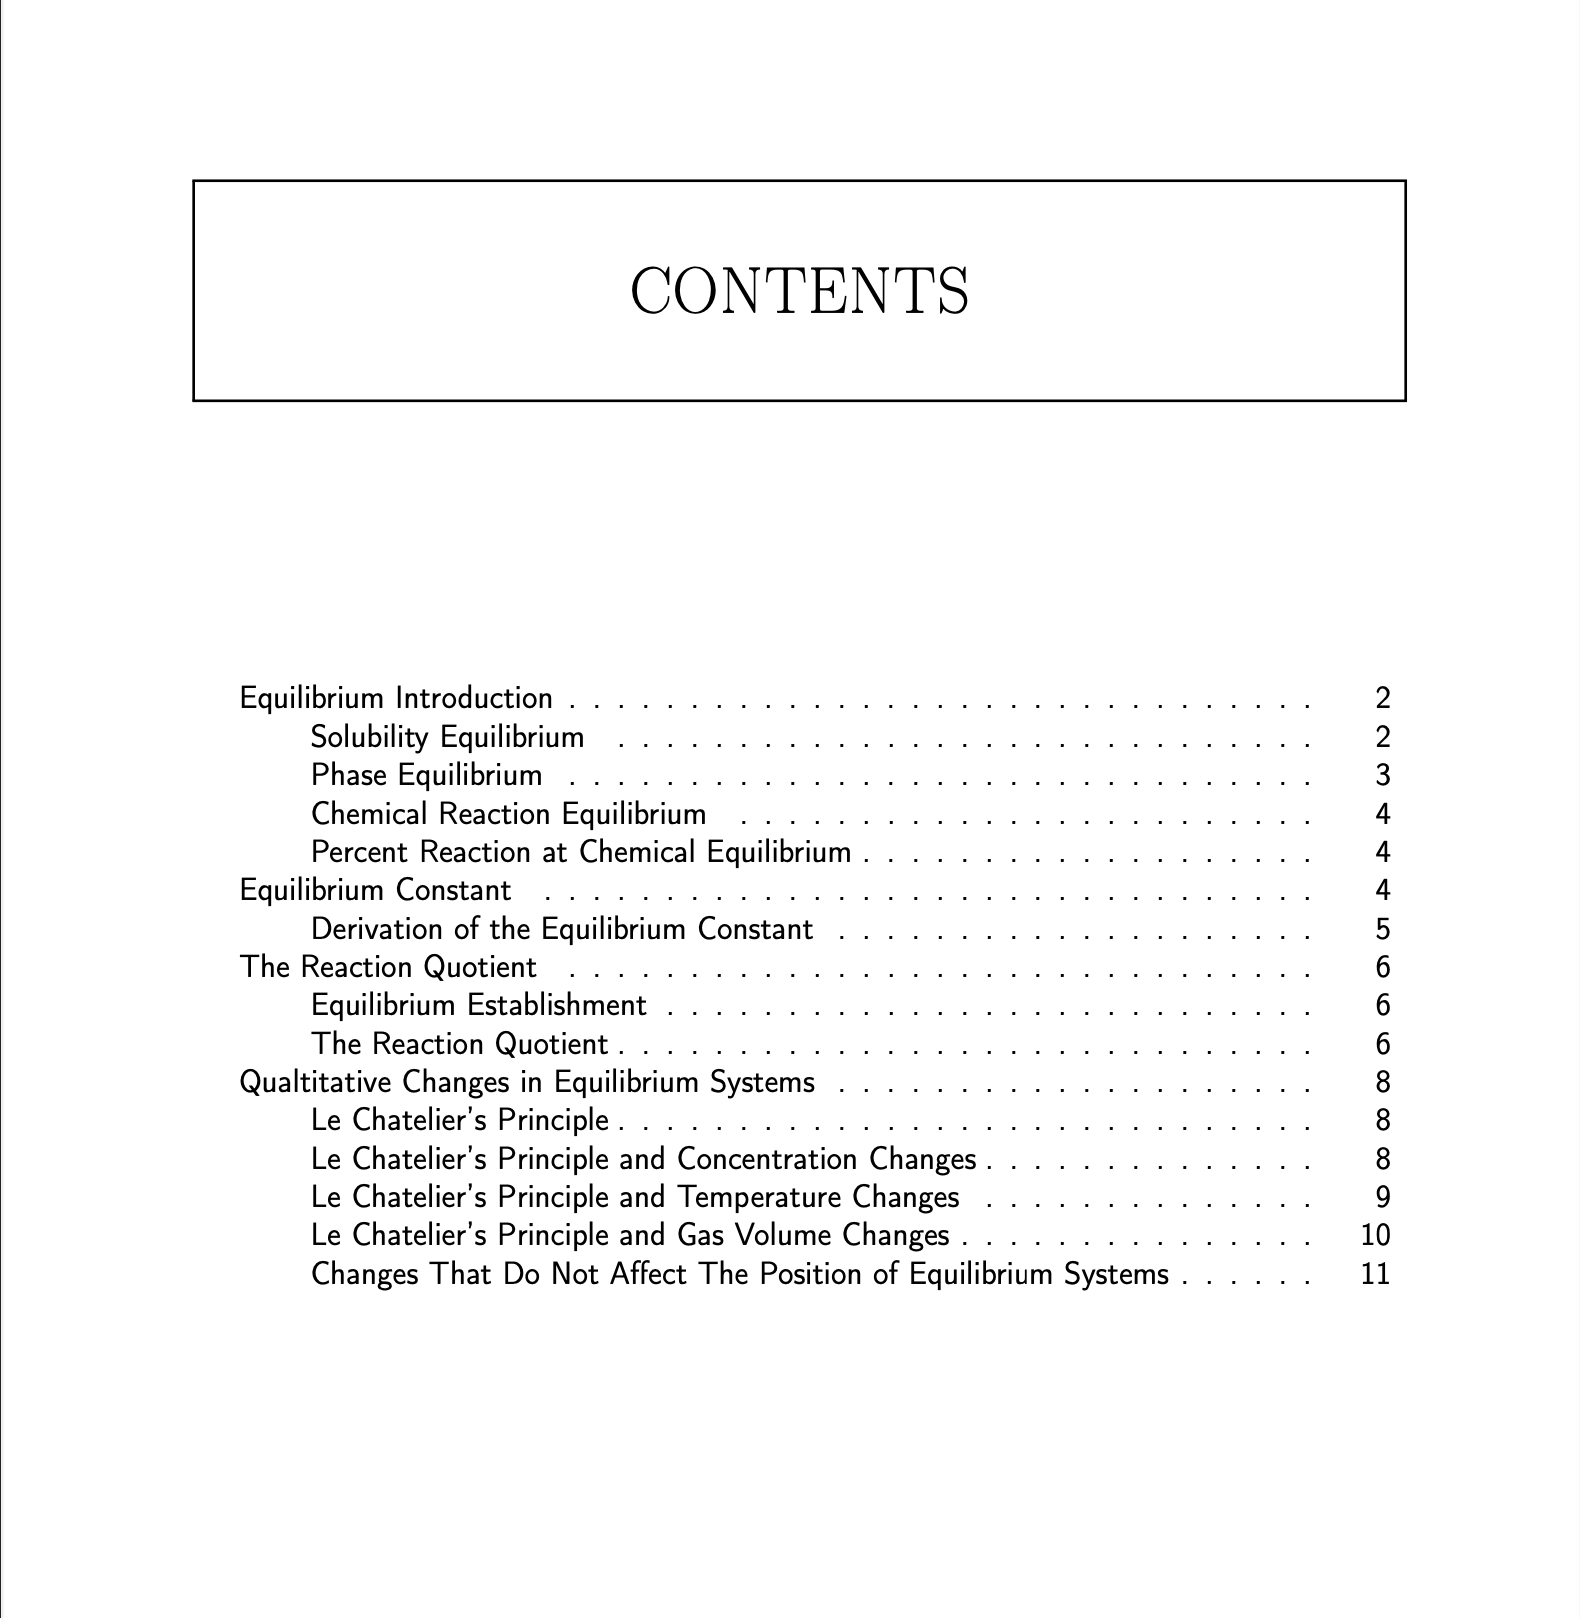 CONTENTS
Equilibrium Introduction . . . . . . . . . . . . . . . . . . . . . . . . . . . . . . . 2
Solubility Equilibrium . . . . . . . . . . . . . . . . . . . . . . . . . . . . . 2
Phase Equilibrium . . . . . . . . . . . . . . . . . . . . . . . . . . . . . . . 3
Chemical Reaction Equilibrium . . . . . . . . . . . . . . . . . . . . . . . . 4
Percent Reaction at Chemical Equilibrium . . . . . . . . . . . . . . . . . . . 4
Equilibrium Constant . . . . . . . . . . . . . . . . . . . . . . . . . . . . . . . . 4
Derivation of the Equilibrium Constant . . . . . . . . . . . . . . . . . . . . 5
The Reaction Quotient . . . . . . . . . . . . . . . . . . . . . . . . . . . . . . . 6
Equilibrium Establishment . . . . . . . . . . . . . . . . . . . . . . . . . . . 6
The Reaction Quotient . . . . . . . . . . . . . . . . . . . . . . . . . . . . . 6
Qualtitative Changes in Equilibrium Systems . . . . . . . . . . . . . . . . . . . . 8
Le Chatelier's Principle . . . . . . . . . . . . . . . . . . . . . . . . . . . . . 8
Le Chatelier's Principle and Concentration Changes . . . . . . . . . . . . . . 8
Le Chatelier's Principle and Temperature Changes . . . . . . . . . . . . . . 9
Le Chatelier's Principle and Gas Volume Changes . . . . . . . . . . . . . . . 10
Changes That Do Not Affect The Position of Equilibrium Systems . . . . . . 11